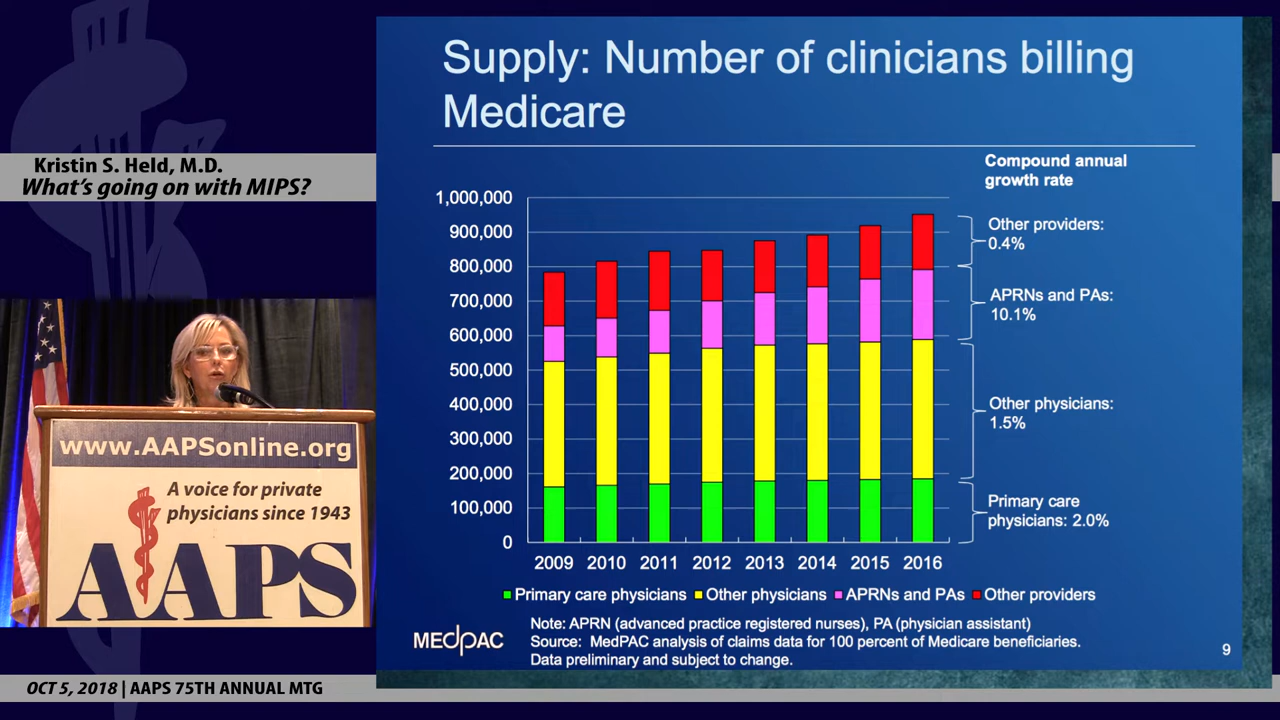 Kristin S. Held, M.D.
What's going on with MIPS?
www.AAPSonline.org
A voice for private
physicians since 1943
AAPS
OCT 5, 2018 | AAPS 75TH ANNUAL MTG
Supply: Number of clinicians billing
Medicare
Compound annual
growth rate
1,000,000
900,000
800,000
700,000
600,000
500,000
400,000
300,000
200,000
100,000
0
2009 2010 2011 2012 2013 2014 2015 2016
Other providers:
0.4%
APRNs and PAs:
10.1%
Other physicians:
1.5%
Primary care
physicians: 2.0%
Primary care physicians Other physicians APRNs and PAs Other providers
Note: APRN (advanced practice registered nurses), PA (physician assistant)
Source: MedPAC analysis of claims data for 100 percent of Medicare beneficiaries.
Data preliminary and subject to change.
MEDPAC
9